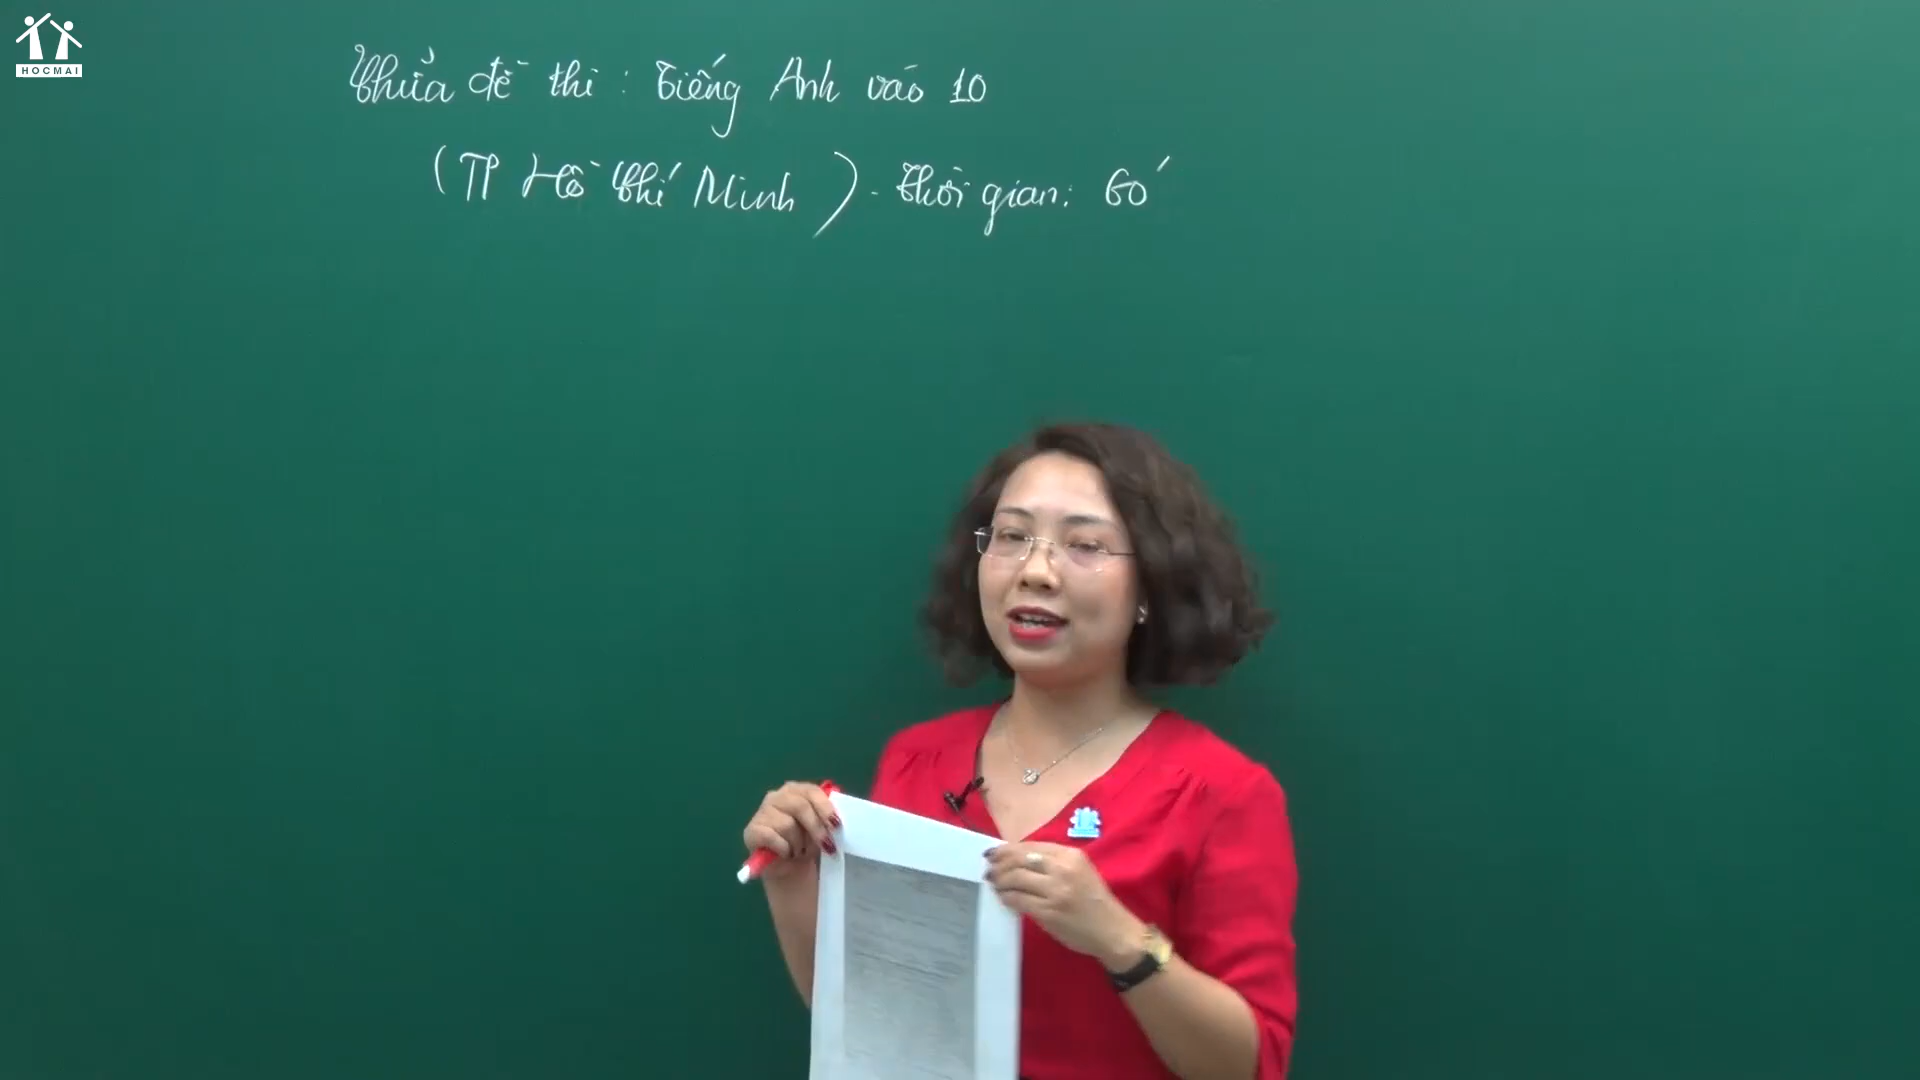 HOCMAI
Chữa đề thi : Tiếng Anh vào 10
(TP Hồ Chí Minh) - Thời gian: 60'